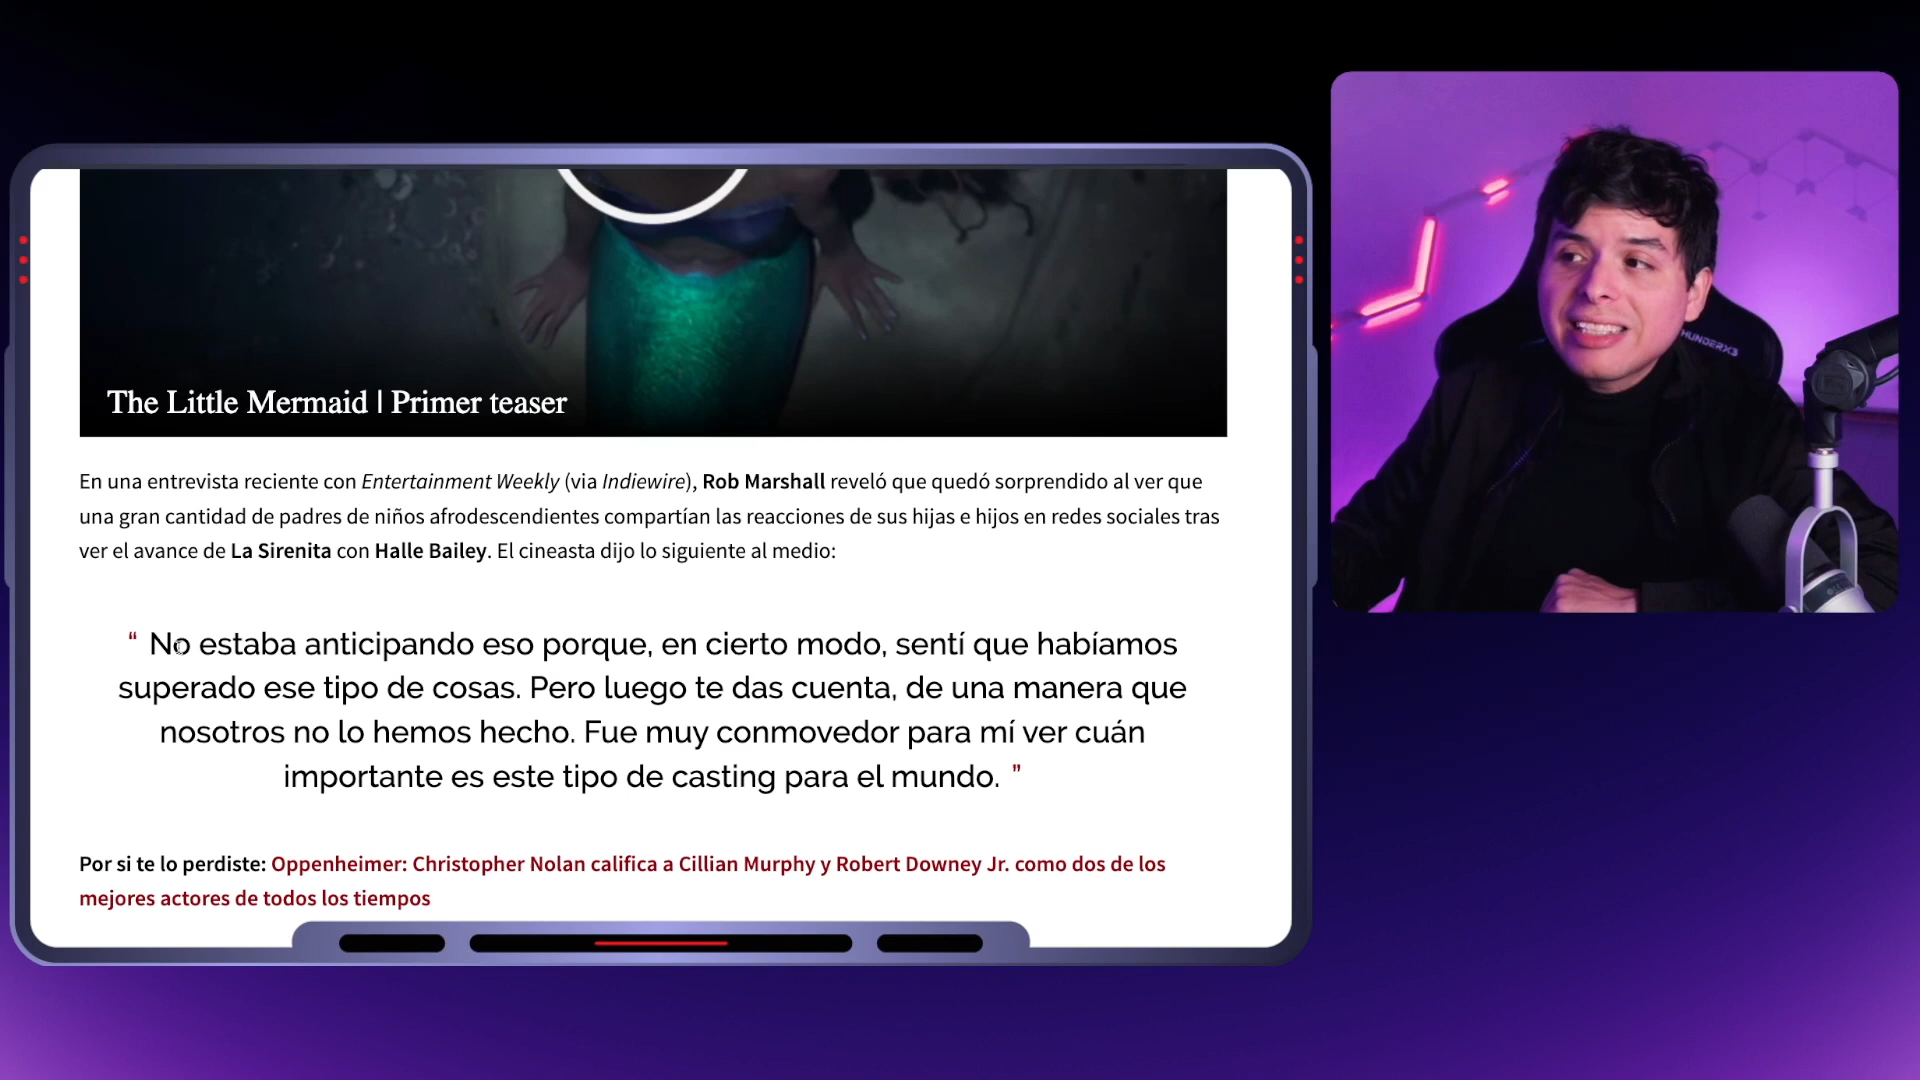 The Little Mermaid | Primer teaser
En una entrevista reciente con Entertainment Weekly (via Indiewire), Rob Marshall reveló que quedó sorprendido al ver que
una gran cantidad de padres de niños afrodescendientes compartían las reacciones de sus hijas e hijos en redes sociales tras
ver el avance de La Sirenita con Halle Bailey. El cineasta dijo lo siguiente al medio:
“ No estaba anticipando eso porque, en cierto modo, sentí que habíamos
superado ese tipo de cosas. Pero luego te das cuenta, de una manera que
nosotros no lo hemos hecho. Fue muy conmovedor para mí ver cuán
importante es este tipo de casting para el mundo. ”
Por si te lo perdiste: Oppenheimer: Christopher Nolan califica a Cillian Murphy y Robert Downey Jr. como dos de los
mejores actores de todos los tiempos
HUNDERX3